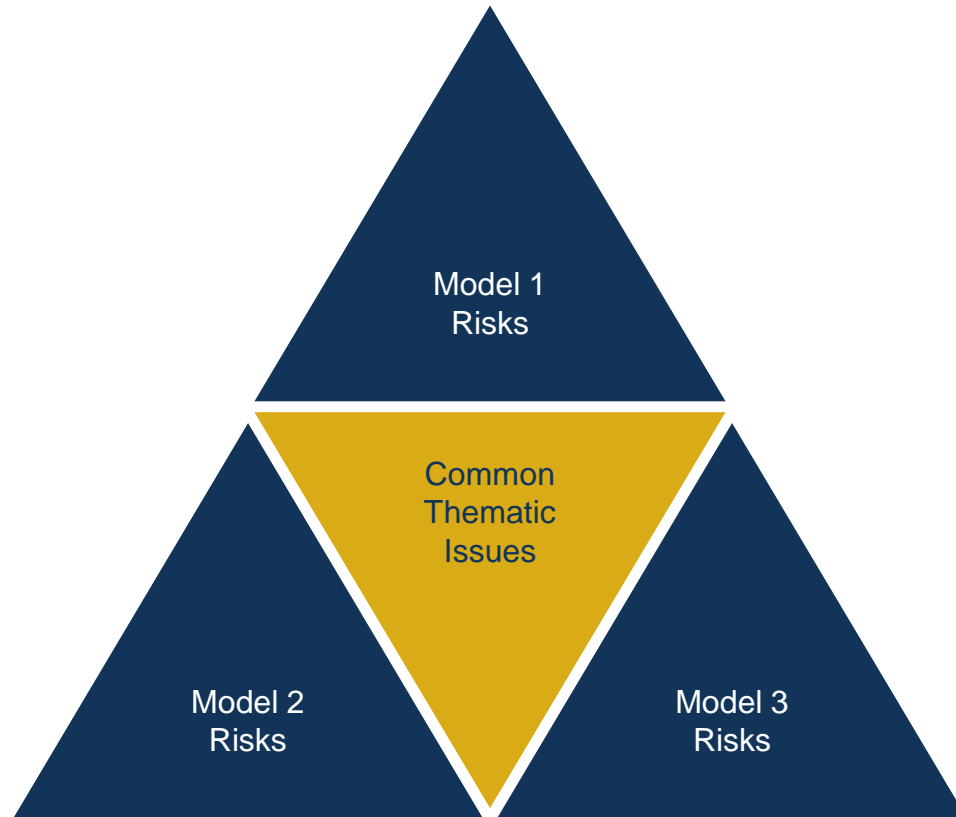 Model 1
Risks
Common
Thematic
Issues
Model 2
Risks
Model 3
Risks